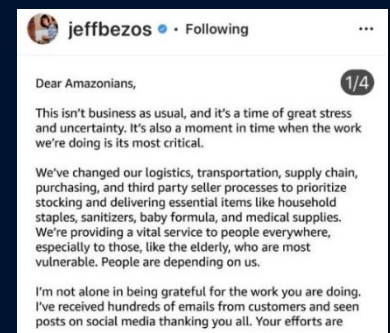 jeffbezos • Following
Dear Amazonians,
1/4
This isn't business as usual, and it's a time of great stress
and uncertainty. It's also a moment in time when the work
we're doing is its most critical.
We've changed our logistics, transportation, supply chain,
purchasing, and third party seller processes to prioritize
stocking and delivering essential items like household
staples, sanitizers, baby formula, and medical supplies.
We're providing a vital service to people everywhere,
especially to those, like the elderly, who are most
vulnerable. People are depending on us.
I'm not alone in being grateful for the work you are doing.
I've received hundreds of emails from customers and seen
posts on social media thanking you all. Your efforts are